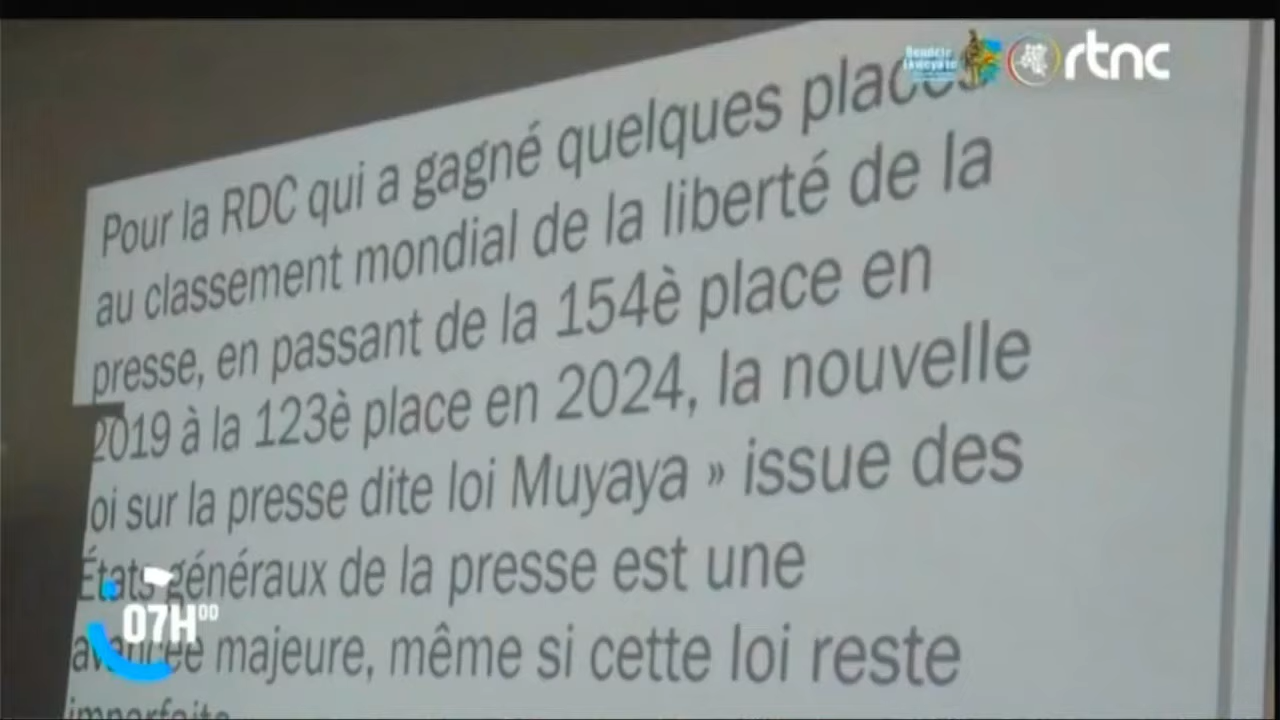 rtnc
Pour la RDC qui a gagné quelques places
au classement mondial de la liberté de la
presse, en passant de la 154è place en
2019 à la 123è place en 2024, la nouvelle
loi sur la presse dite loi Muyaya » issue des
États généraux de la presse est une
avancée majeure, même si cette loi reste
imparfaite
07H00